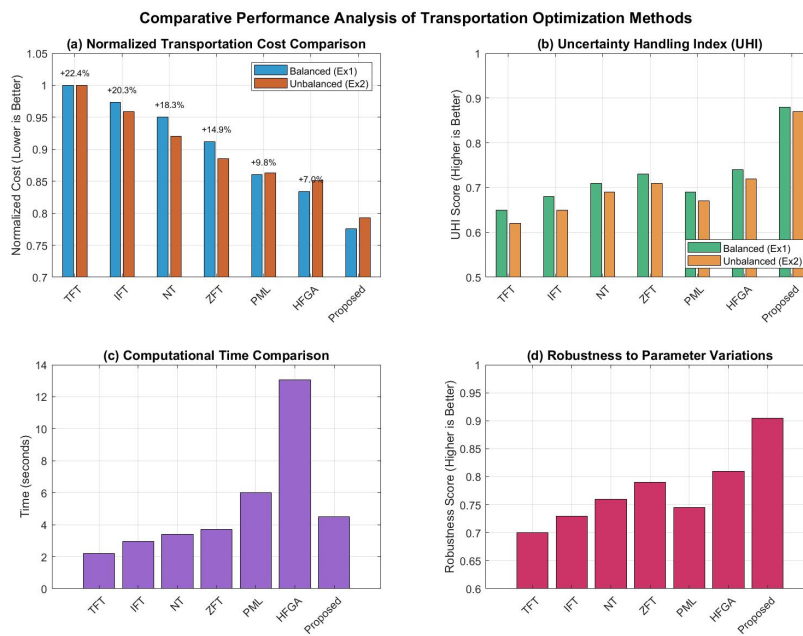 Comparative Performance Analysis of Transportation Optimization Methods
(a) Normalized Transportation Cost Comparison
Normalized Cost (Lower is Better)
1.05
1
0.95
0.9
0.85
0.8
0.75
0.7
+22.4%
+20.3%
+18.3%
+14.9%
+9.8%
+7.0%
Balanced (Ex1)
Unbalanced (Ex2)
TFT
IFT
NT
ZFT
PML
HFGA
Proposed
(b) Uncertainty Handling Index (UHI)
UHI Score (Higher is Better)
1
0.9
0.8
0.7
0.6
0.5
Balanced (Ex1)
Unbalanced (Ex2)
TFT
IFT
NT
ZFT
PML
HFGA
Proposed
(c) Computational Time Comparison
Time (seconds)
14
12
10
8
6
4
2
0
TFT
IFT
NT
ZFT
PML
HFGA
Proposed
(d) Robustness to Parameter Variations
Robustness Score (Higher is Better)
1
0.95
0.9
0.85
0.8
0.75
0.7
0.65
0.6
TFT
IFT
NT
ZFT
PML
HFGA
Proposed